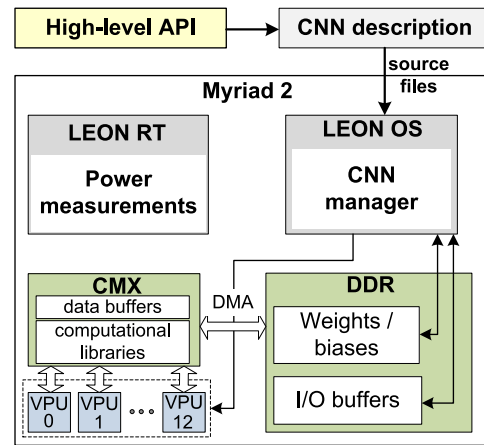 High-level API
CNN description
source
files
Myriad 2
LEON RT
Power
measurements
LEON OS
CNN
manager
CMX
data buffers
computational
libraries
DMA
DDR
Weights /
biases
I/O buffers
VPU
0
VPU
1
•••
VPU
12